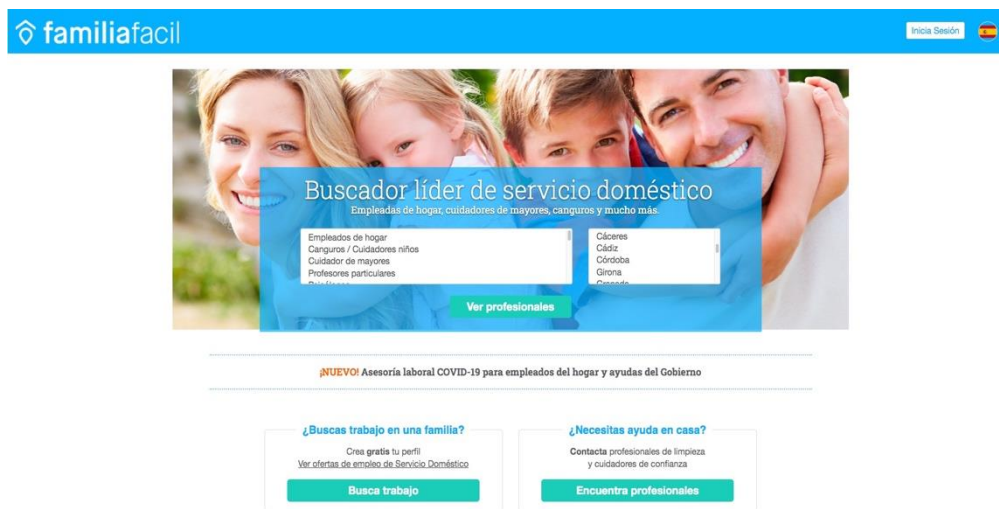 familiafacil
Inicia Sesión
Buscador líder de servicio doméstico
Empleadas de hogar, cuidadores de mayores, canguros y mucho más.
Empleados de hogar
Canguros / Cuidadores niños
Cuidador de mayores
Profesores particulares
Cáceres
Cádiz
Córdoba
Girona
Ver profesionales
¡NUEVO! Asesoría laboral COVID-19 para empleados del hogar y ayudas del Gobierno
¿Buscas trabajo en una familia?
Crea gratis tu perfil
Ver ofertas de empleo de Servicio Doméstico
Busca trabajo
¿Necesitas ayuda en casa?
Contacta profesionales de limpieza
y cuidadores de confianza
Encuentra profesionales